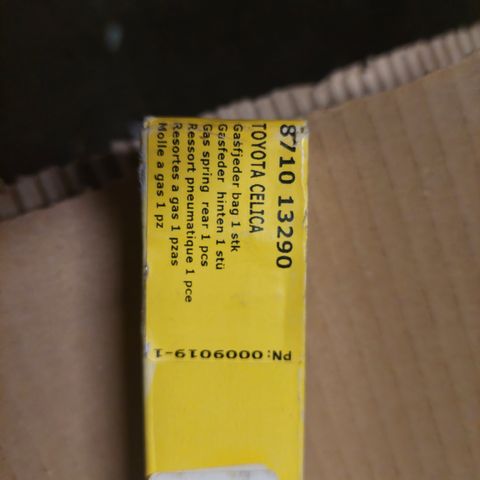 8710 13290
TOYOTA CELICA
Gasfjeder bag 1 stk
Gasfeder hinten 1 stü
Gas spring rear 1 pcs
Ressort pneumatique 1 pce
Resortes a gas 1 pzas
Molle a gas 1 pz
PN: 0009019-1